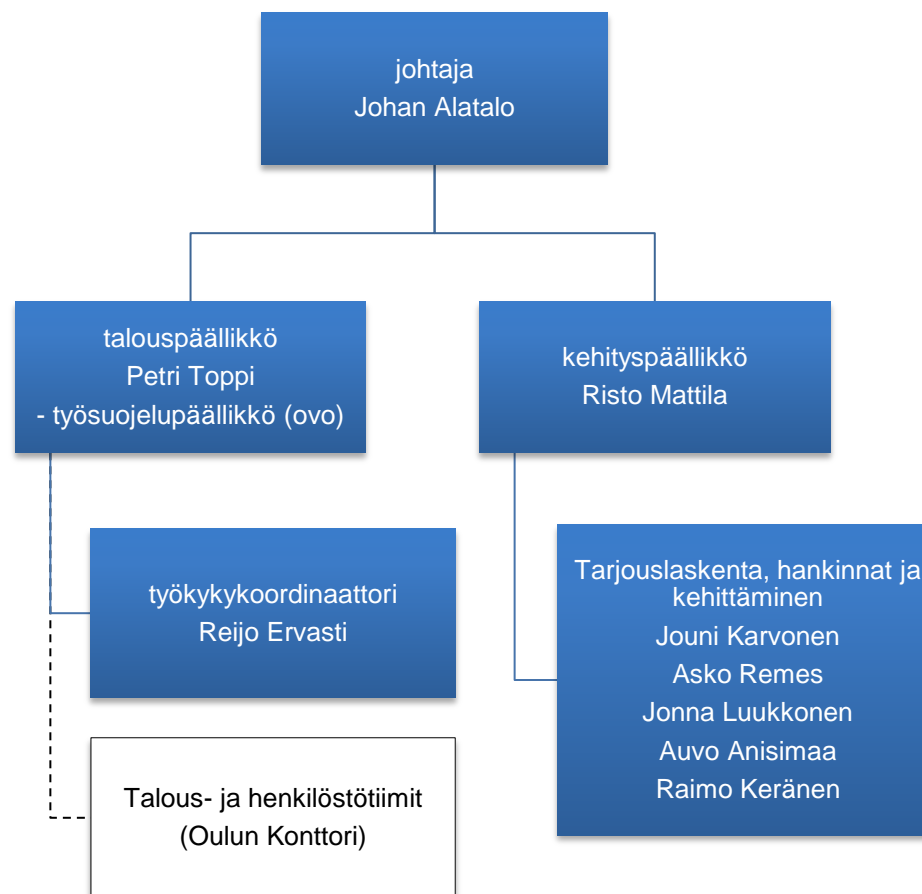 johtaja
Johan Alatalo
talouspäällikkö
Petri Toppi
- työsuojelupäällikkö (ovo)
kehityspäällikkö
Risto Mattila
työkykykoordinaattori
Reijo Ervasti
Tarjouslaskenta, hankinnat ja
kehittäminen
Jouni Karvonen
Asko Remes
Jonna Luukkonen
Auvo Anisimaa
Raimo Keränen
Talous- ja henkilöstötiimit
(Oulun Konttori)